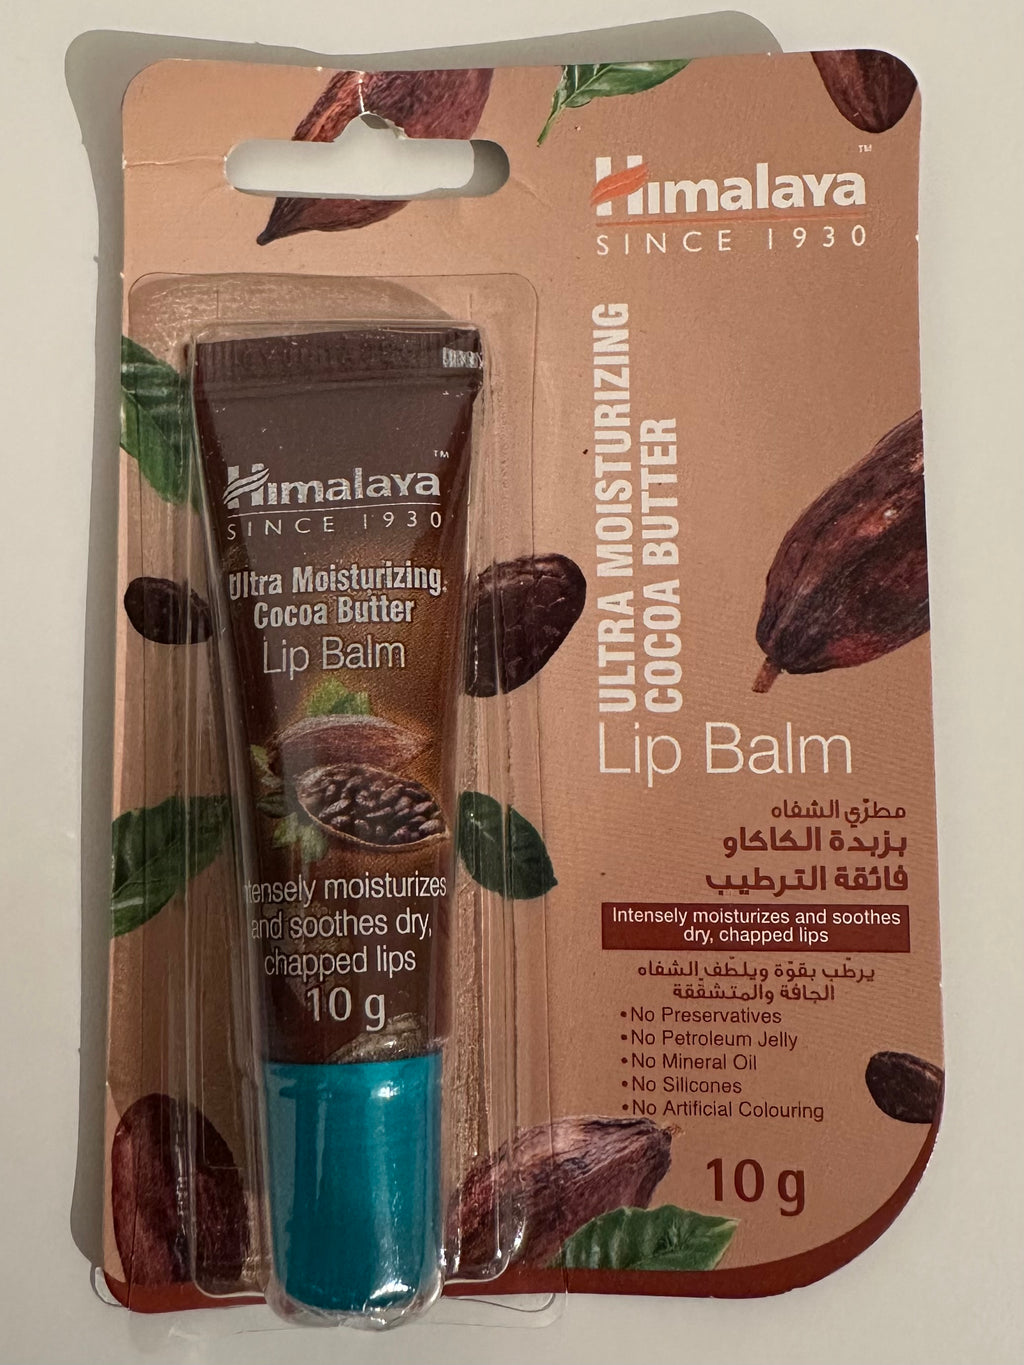 Himalaya™
SINCE 1930
ULTRA MOISTURIZING
COCOA BUTTER
Lip Balm
مطرّي الشفاه
بزبدة الكاكاو
فائقة الترطيب
Intensely moisturizes and soothes
dry, chapped lips
يرطّب بقوّة ويلطّف الشفاه
الجافة والمتشقّقة
•No Preservatives
•No Petroleum Jelly
•No Mineral Oil
•No Silicones
•No Artificial Colouring
10 g
Himalaya™
SINCE 1930
Ultra Moisturizing
Cocoa Butter
Lip Balm
ntensely moisturizes
and soothes dry,
chapped lips
10 g